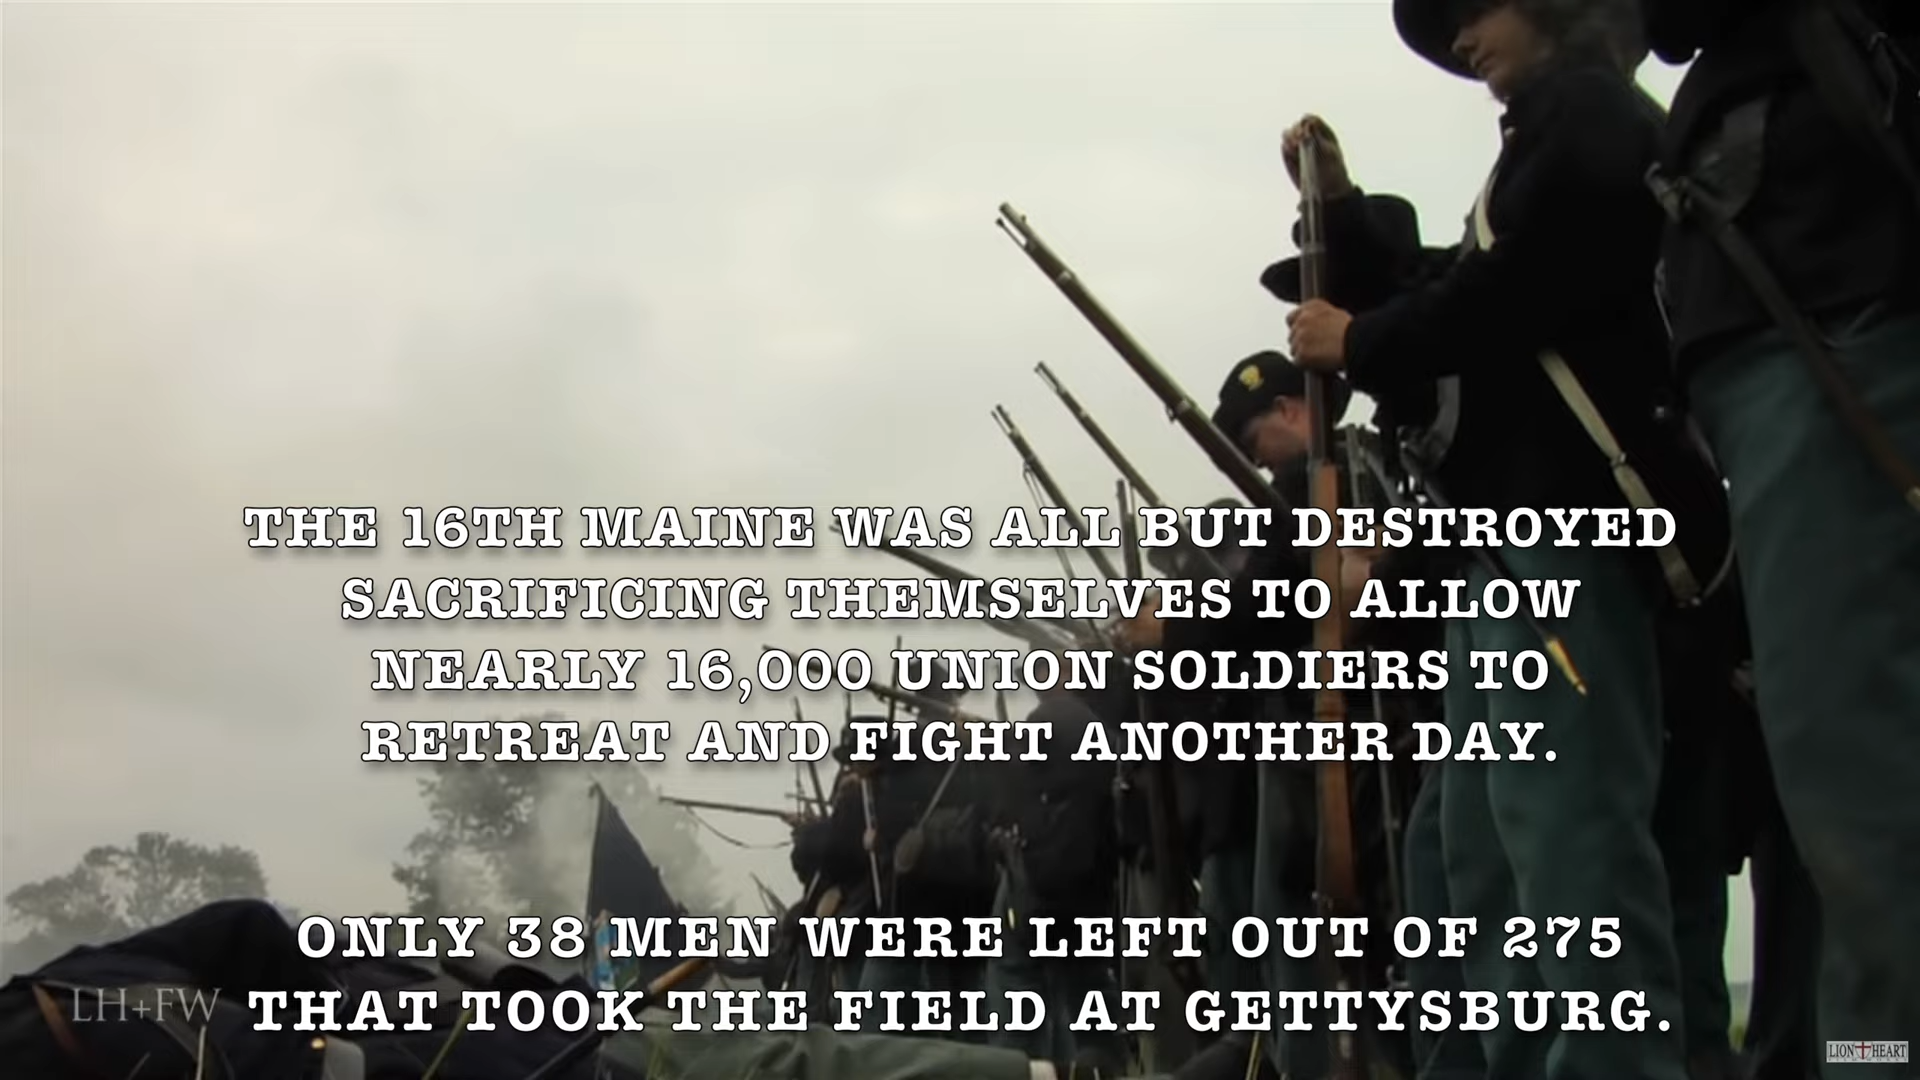 THE 16TH MAINE WAS ALL BUT DESTROYED
SACRIFICING THEMSELVES TO ALLOW
NEARLY 16,000 UNION SOLDIERS TO
RETREAT AND FIGHT ANOTHER DAY.
ONLY 38 MEN WERE LEFT OUT OF 275
THAT TOOK THE FIELD AT GETTYSBURG.
LH+FW
LION HEART